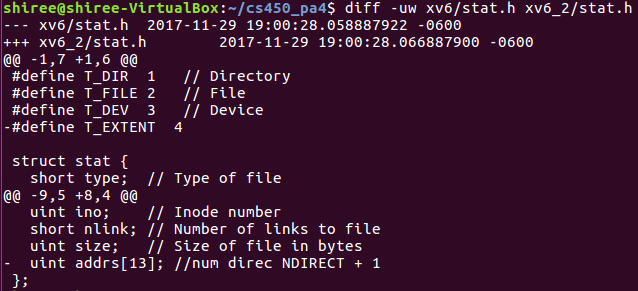 shiree@shiree-VirtualBox:~/cs450_pa4$ diff -uw xv6/stat.h xv6_2/stat.h
--- xv6/stat.h  2017-11-29 19:00:28.058887922 -0600
+++ xv6_2/stat.h        2017-11-29 19:00:28.066887900 -0600
@@ -1,7 +1,6 @@
 #define T_DIR  1   // Directory
 #define T_FILE 2   // File
 #define T_DEV  3   // Device
-#define T_EXTENT  4

 struct stat {
   short type;  // Type of file
@@ -9,5 +8,4 @@
   uint ino;    // Inode number
   short nlink; // Number of links to file
   uint size;   // Size of file in bytes
-  uint addrs[13]; //num direc NDIRECT + 1
 };